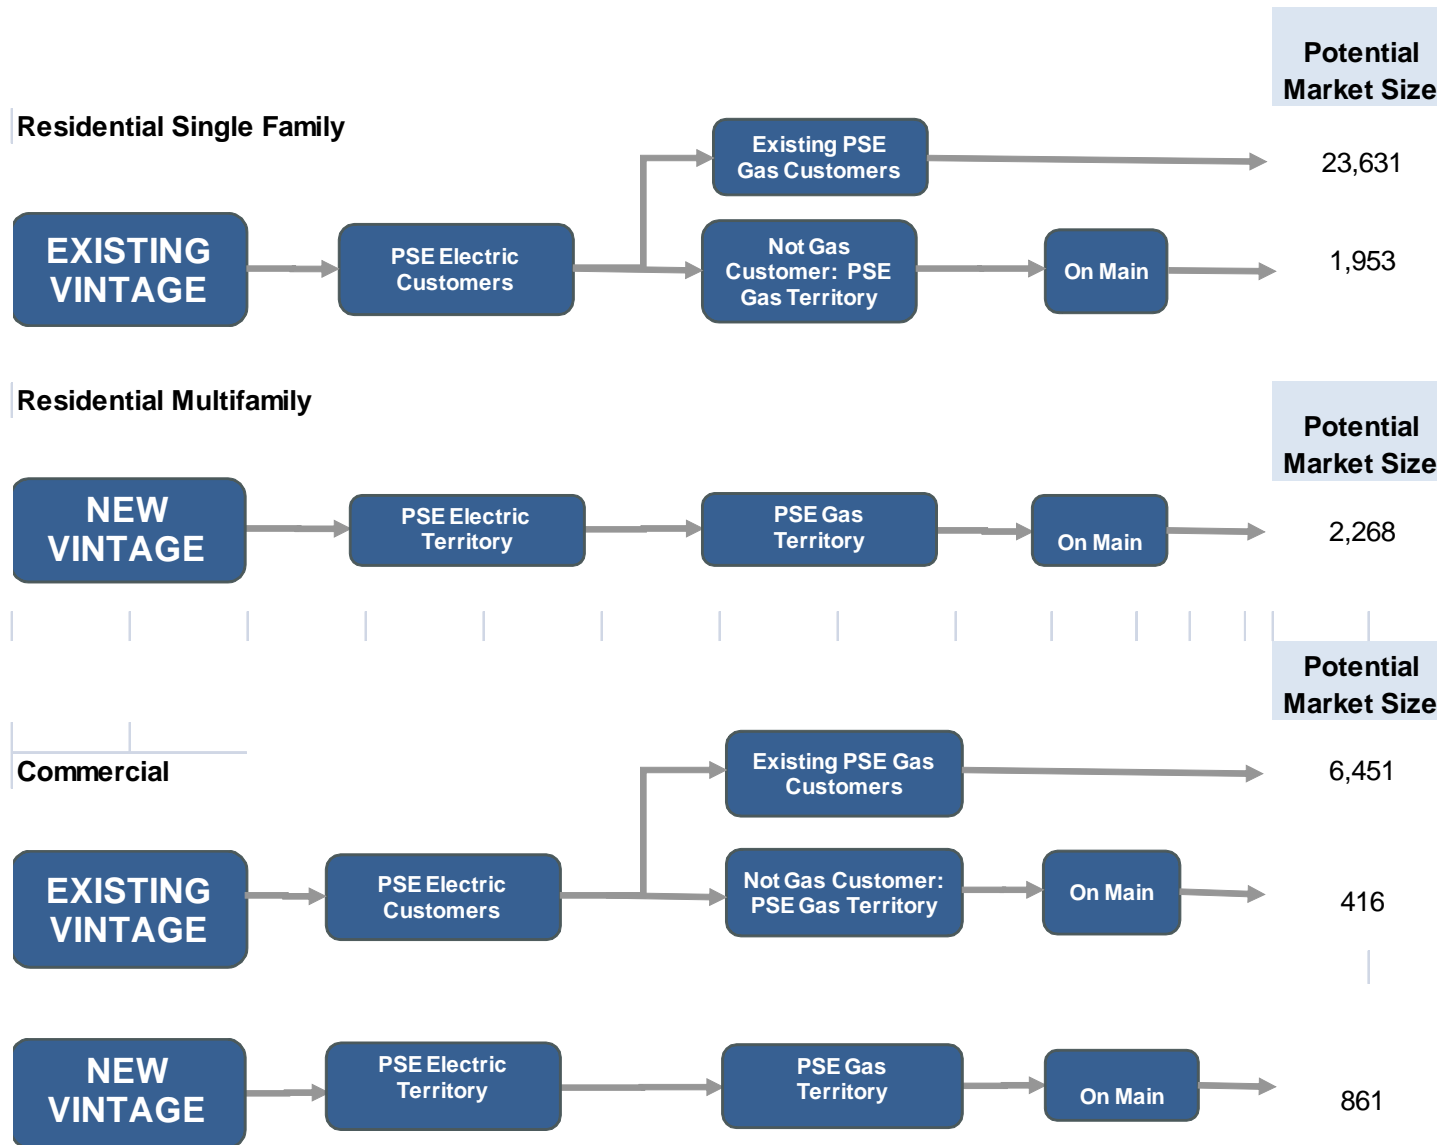 Potential
Market Size
Residential Single Family
Existing PSE
Gas Customers
23,631
EXISTING
VINTAGE
PSE Electric
Customers
Not Gas
Customer: PSE
Gas Territory
On Main
1,953
Residential Multifamily
Potential
Market Size
NEW
VINTAGE
PSE Electric
Territory
PSE Gas
Territory
On Main
2,268
Potential
Market Size
Commercial
Existing PSE Gas
Customers
6,451
EXISTING
VINTAGE
PSE Electric
Customers
Not Gas Customer:
PSE Gas Territory
On Main
416
NEW
VINTAGE
PSE Electric
Territory
PSE Gas
Territory
On Main
861